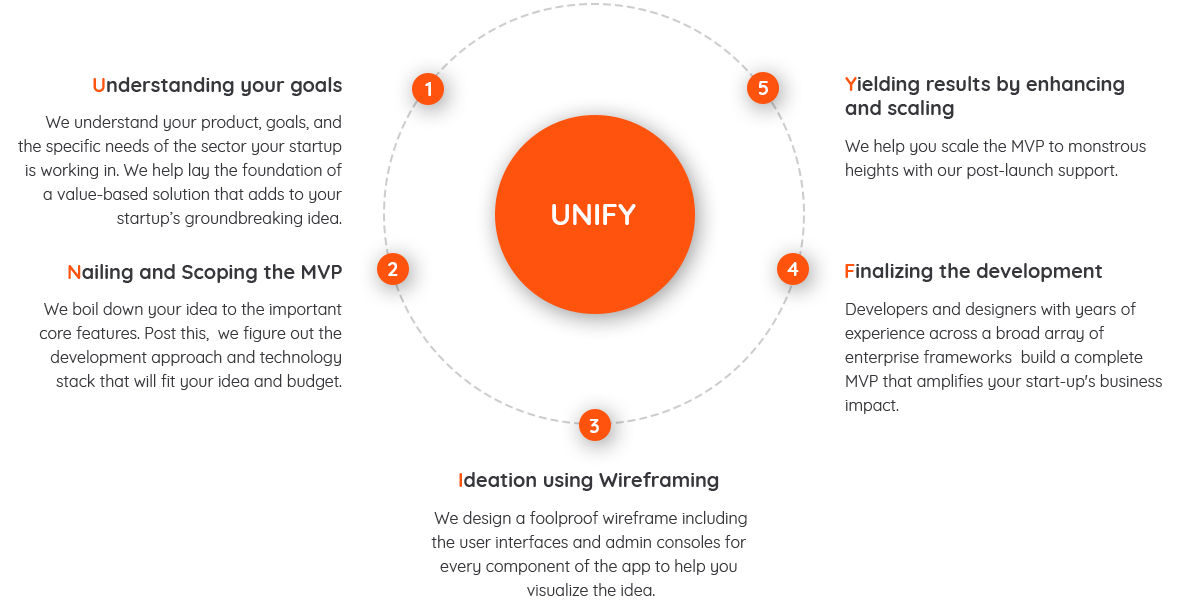 Understanding your goals
We understand your product, goals, and
the specific needs of the sector your startup
is working in. We help lay the foundation of
a value-based solution that adds to your
startup’s groundbreaking idea.
1
Nailing and Scoping the MVP
We boil down your idea to the important
core features. Post this,  we figure out the
development approach and technology
stack that will fit your idea and budget.
2
UNIFY
3
Ideation using Wireframing
We design a foolproof wireframe including
the user interfaces and admin consoles for
every component of the app to help you
visualize the idea.
4
Finalizing the development
Developers and designers with years of
experience across a broad array of
enterprise frameworks  build a complete
MVP that amplifies your start-up's business
impact.
5
Yielding results by enhancing
and scaling
We help you scale the MVP to monstrous
heights with our post-launch support.